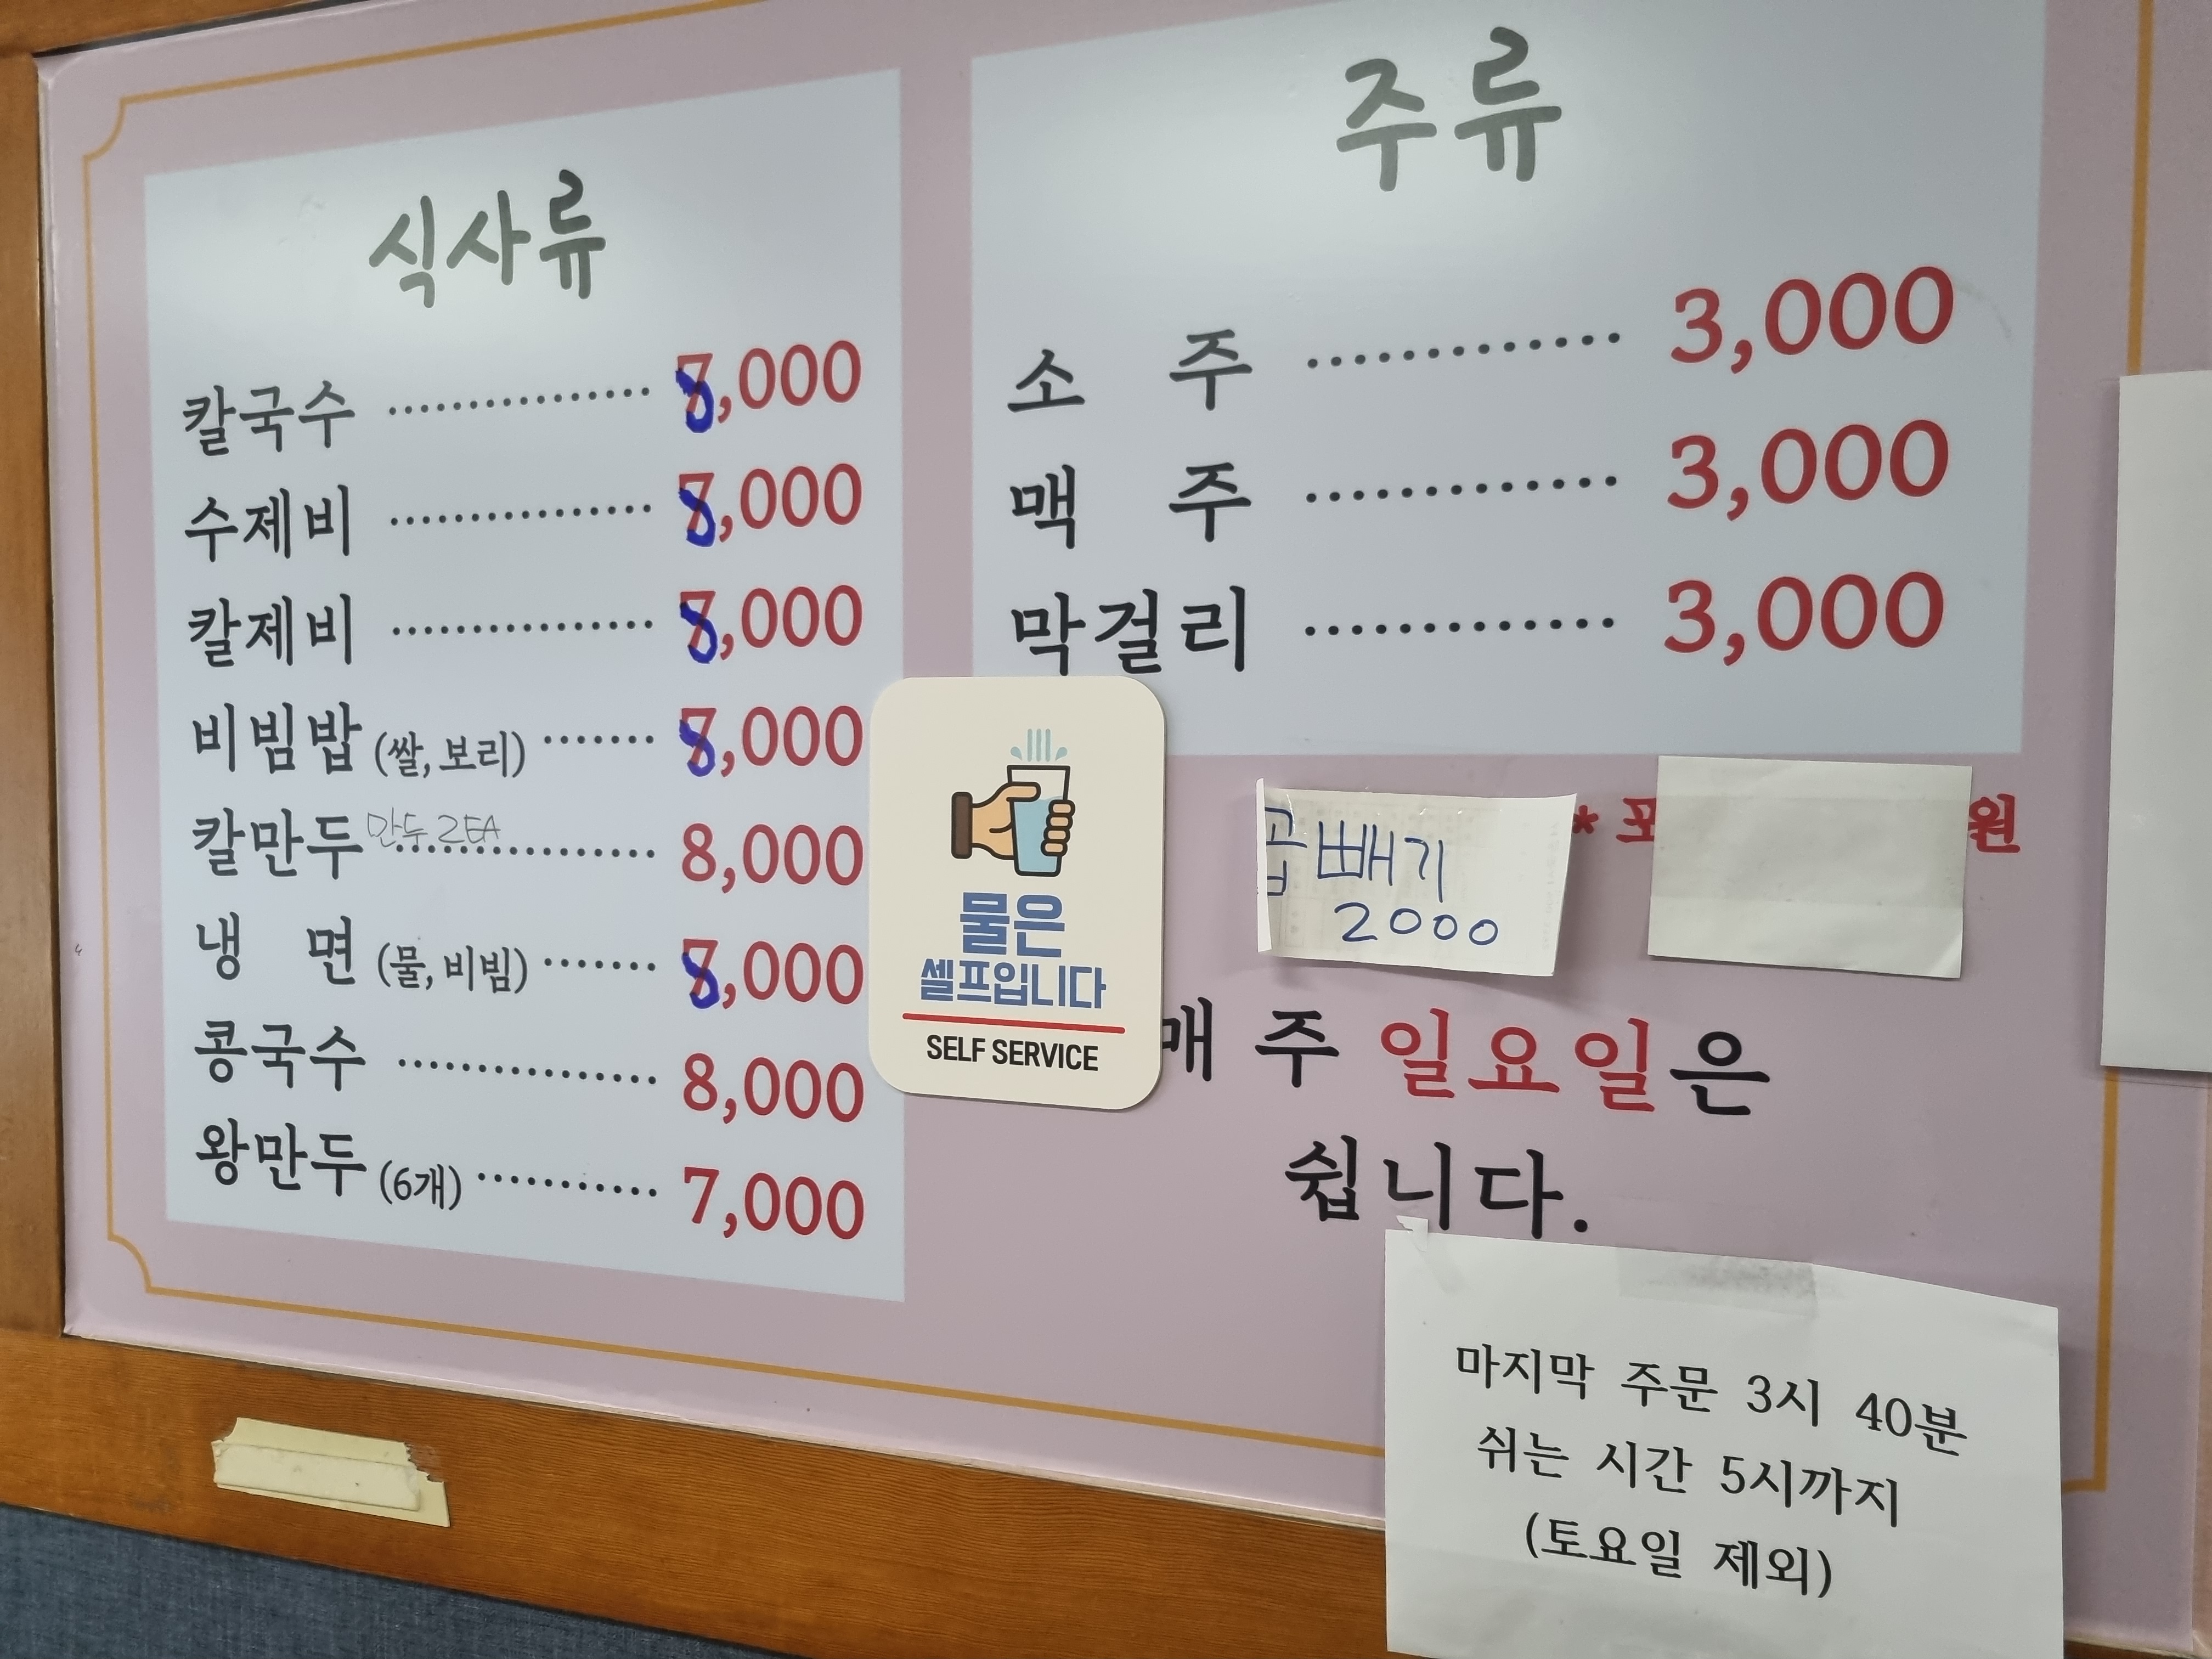 식사류
칼국수 ................ 8,000
수제비 ................ 8,000
칼제비 ................ 8,000
비빔밥 (쌀, 보리) ....... 8,000
칼만두 만두 2EA ................ 8,000
냉 면 (물, 비빔) ....... 8,000
콩국수 ................ 8,000
왕만두 (6개) ........... 7,000
주류
소 주 ............. 3,000
맥 주 ............. 3,000
막걸리 ............. 3,000
물은
셀프입니다
SELF SERVICE
곱빼기
2000
* 포 원
매 주 일요일은
쉽니다.
마지막 주문 3시 40분
쉬는 시간 5시까지
(토요일 제외)